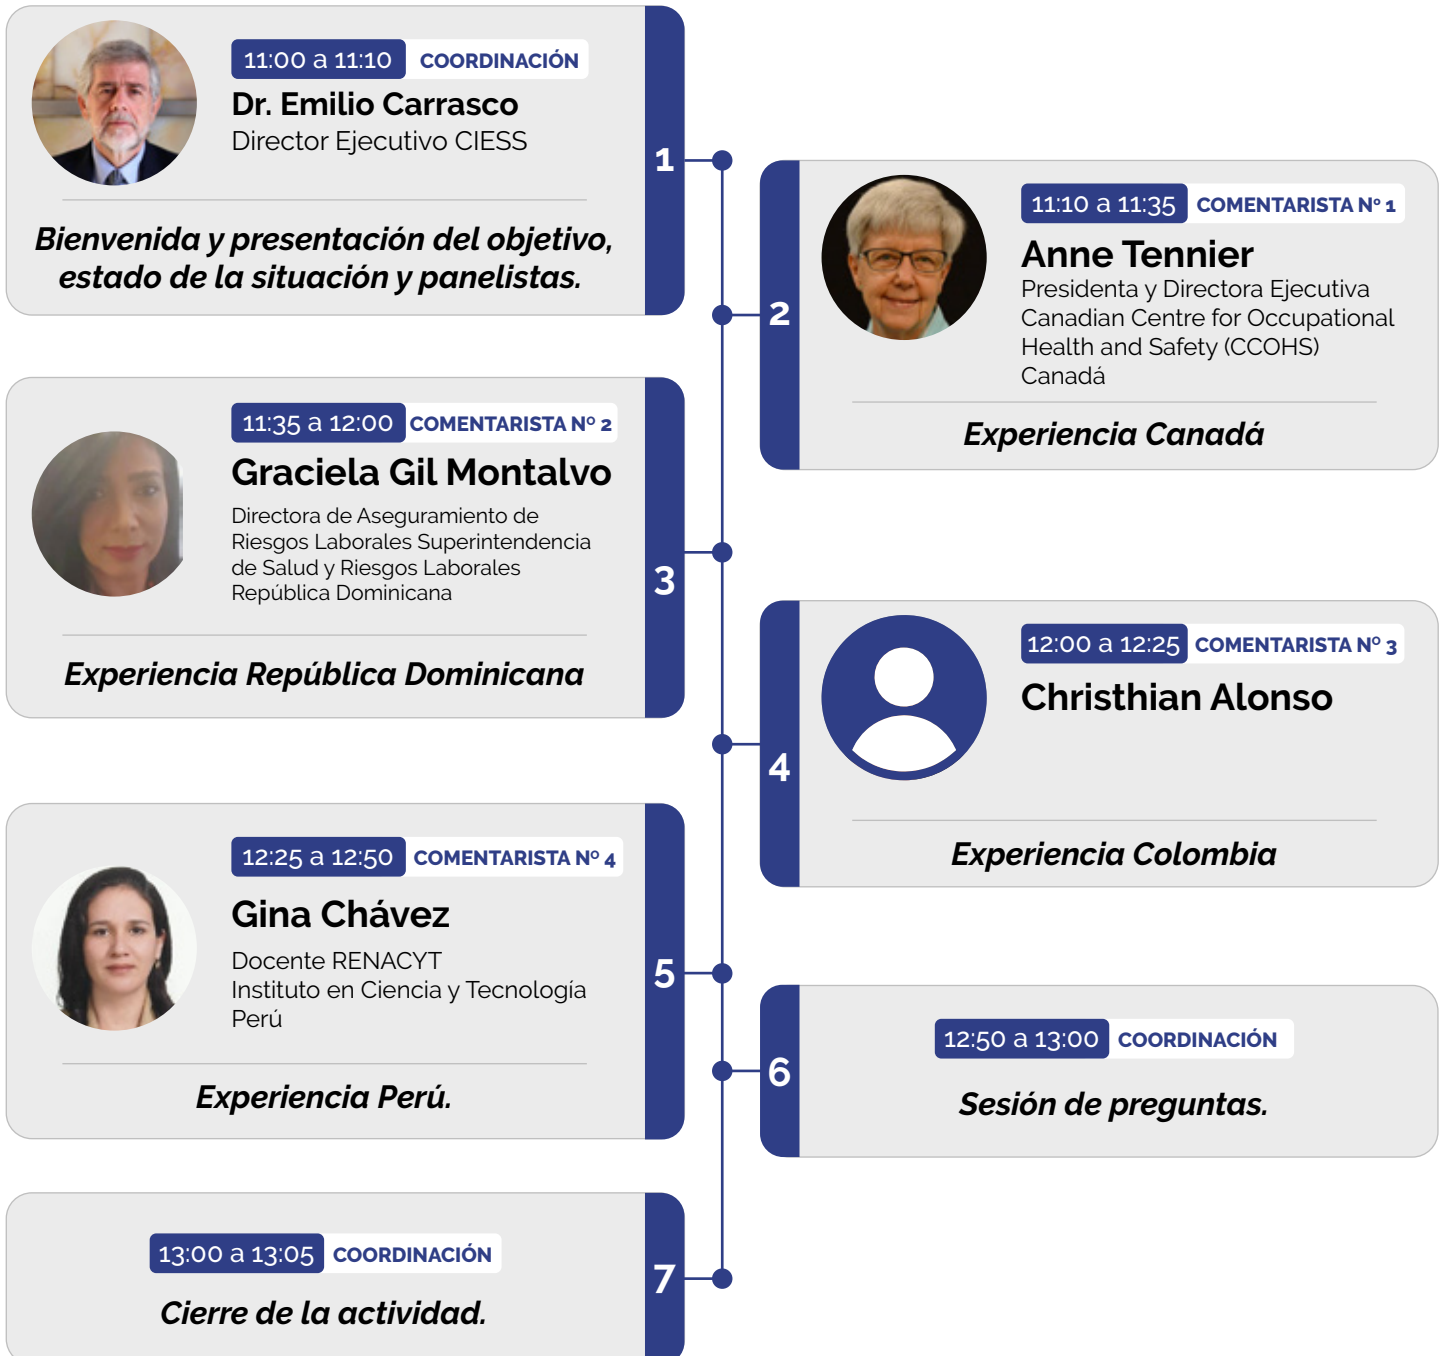 11:00 a 11:10 COORDINACIÓN
Dr. Emilio Carrasco
Director Ejecutivo CIESS
Bienvenida y presentación del objetivo,
estado de la situación y panelistas.
1
11:10 a 11:35 COMENTARISTA Nº 1
Anne Tennier
Presidenta y Directora Ejecutiva
Canadian Centre for Occupational
Health and Safety (CCOHS)
Canadá
Experiencia Canadá
2
11:35 a 12:00 COMENTARISTA Nº 2
Graciela Gil Montalvo
Directora de Aseguramiento de
Riesgos Laborales Superintendencia
de Salud y Riesgos Laborales
República Dominicana
Experiencia República Dominicana
3
12:00 a 12:25 COMENTARISTA Nº 3
Christhian Alonso
Experiencia Colombia
4
12:25 a 12:50 COMENTARISTA Nº 4
Gina Chávez
Docente RENACYT
Instituto en Ciencia y Tecnología
Perú
Experiencia Perú.
5
12:50 a 13:00 COORDINACIÓN
Sesión de preguntas.
6
13:00 a 13:05 COORDINACIÓN
Cierre de la actividad.
7